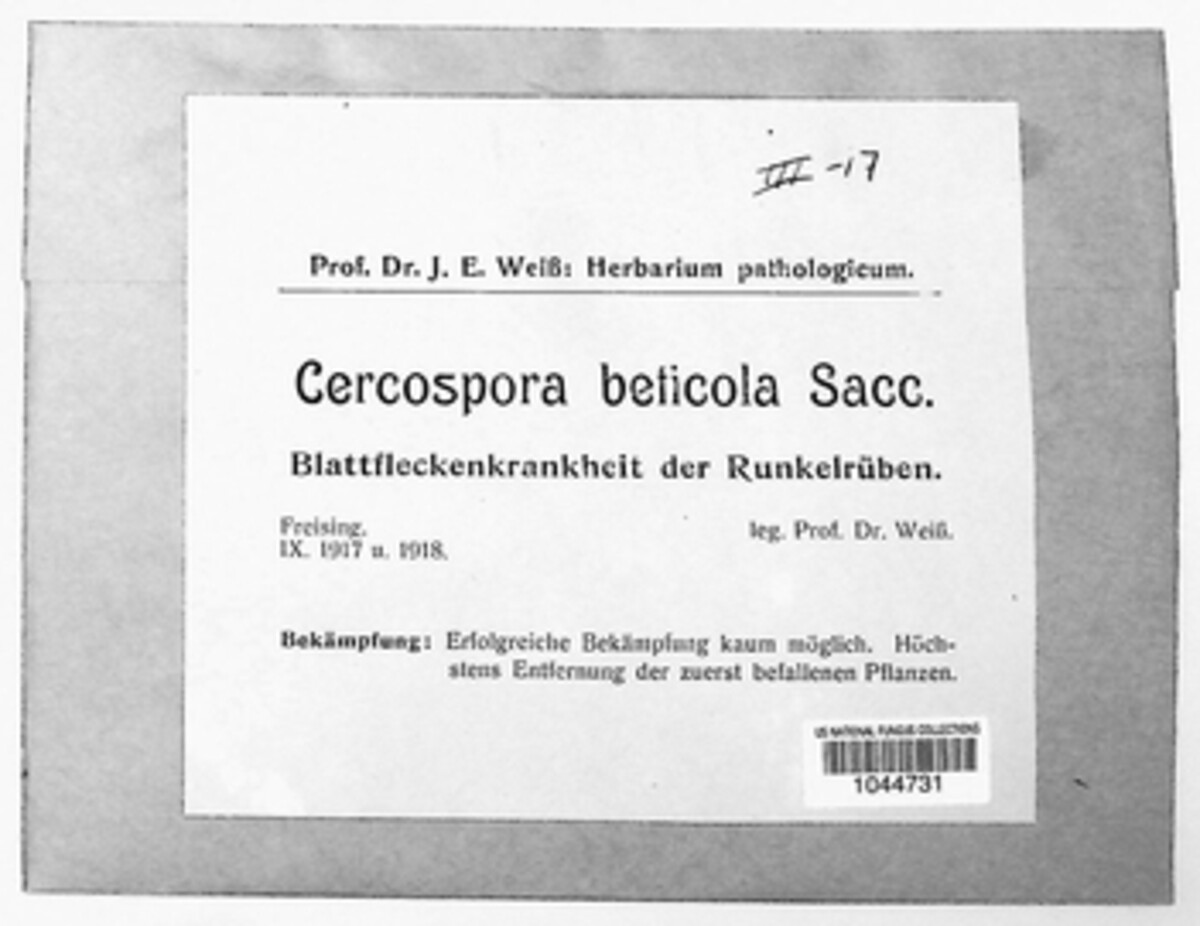 III -17
Prof. Dr. J. E. Weiß: Herbarium pathologicum.
Cercospora beticola Sacc.
Blattfleckenkrankheit der Runkelrüben.
Freising.
IX. 1917 u. 1918.
leg. Prof. Dr. Weiß.
Bekämpfung: Erfolgreiche Bekämpfung kaum möglich. Höch-
stens Entfernung der zuerst befallenen Pflanzen.
US NATIONAL FUNGUS COLLECTIONS
1044731